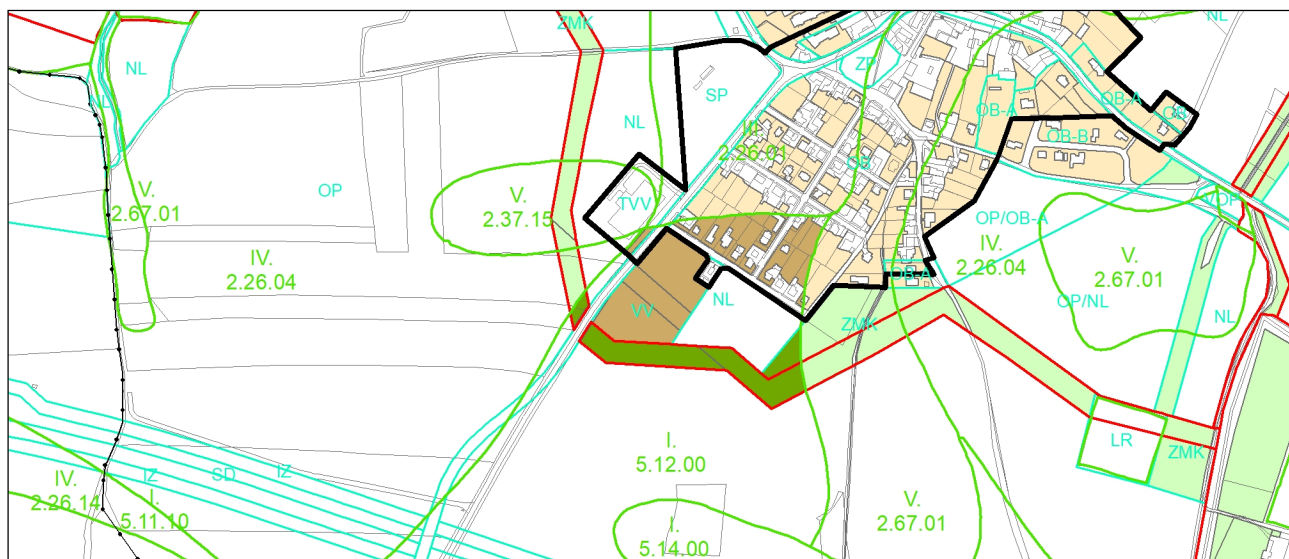 ZMK
NL
NL
NL
ZP
SP
OB-A
OB-A
OB
OB-B
NL
III.
2.26.01
OB
OP
V.
2.67.01
V.
2.37.15
TVV
OP/OB-A
VOP
IV.
2.26.04
IV.
2.26.04
OB-A
V.
2.67.01
OP/NL
NL
VV
NL
ZMK
I.
5.12.00
LR
ZMK
IZ
SD
IZ
IV.
2.26.14
I.
5.11.10
V.
2.67.01
I.
5.14.00